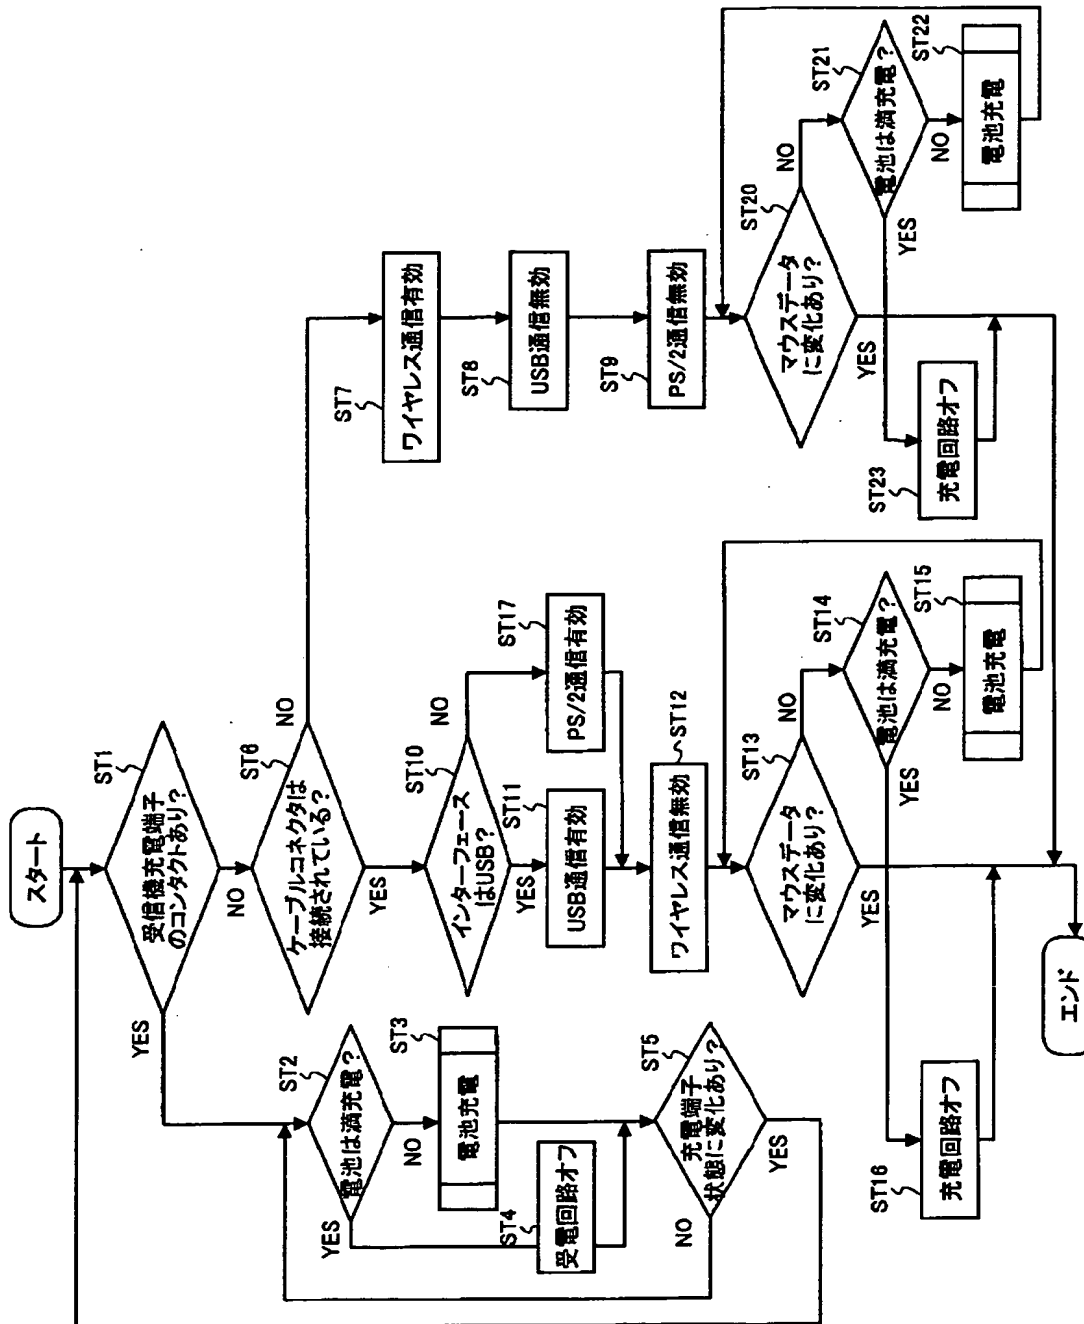 スタート
ST1
受信機充電端子
のコンタクトあり?
YES
NO
ST2
電池は満充電?
YES
NO
ST3
電池充電
ST4
受電回路オフ
ST5
充電端子
状態に変化あり?
NO
YES
ST6
ケーブルコネクタは
接続されている?
NO
YES
ST7
ワイヤレス通信有効
ST8
USB通信無効
ST9
PS/2通信無効
ST10
インターフェース
はUSB?
NO
YES
ST11
USB通信有効
ST17
PS/2通信有効
ST12
ワイヤレス通信無効
ST13
マウスデータ
に変化あり?
NO
YES
ST14
電池は満充電?
YES
NO
ST15
電池充電
ST16
充電回路オフ
ST20
マウスデータ
に変化あり?
NO
YES
ST21
電池は満充電?
YES
NO
ST22
電池充電
ST23
充電回路オフ
エンド